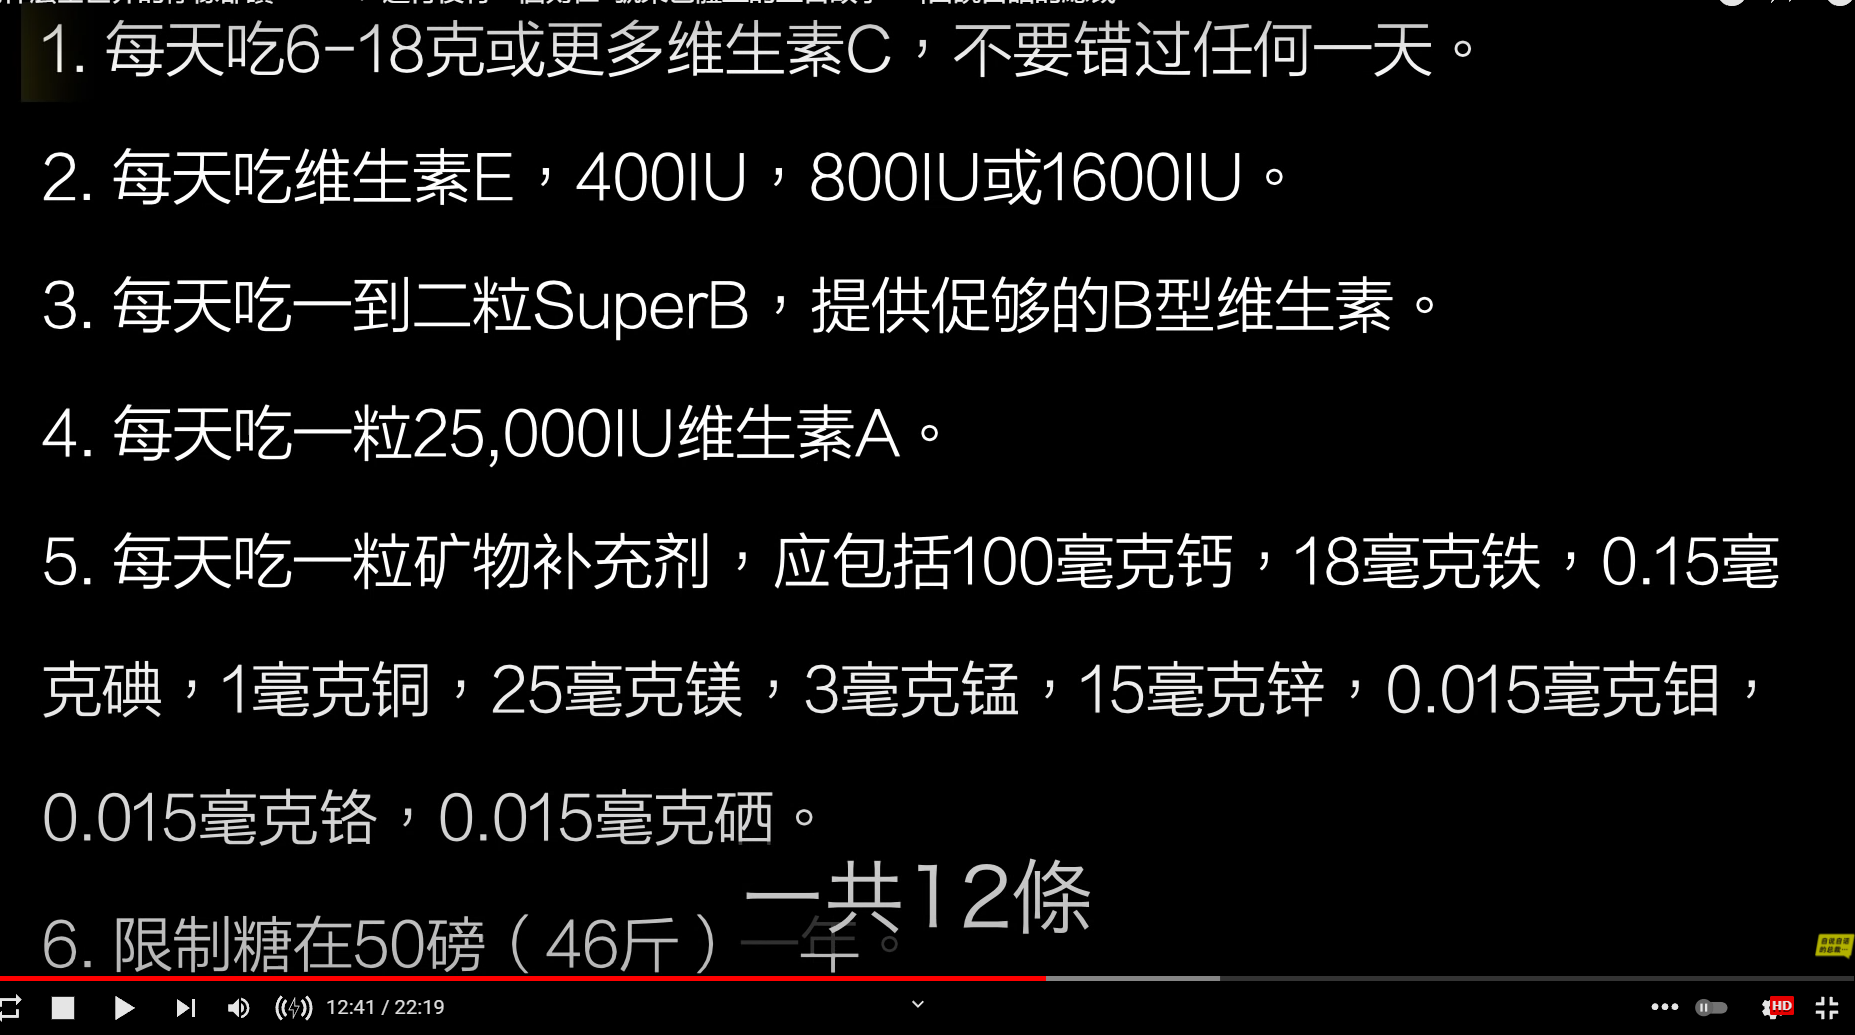 1. 每天吃6-18克或更多维生素C，不要错过任何一天。
2. 每天吃维生素E，400IU，800IU或1600IU。
3. 每天吃一到二粒SuperB，提供促够的B型维生素。
4. 每天吃一粒25,000IU维生素A。
5. 每天吃一粒矿物补充剂，应包括100毫克钙，18毫克铁，0.15毫
克碘，1毫克铜，25毫克镁，3毫克锰，15毫克锌，0.015毫克钼，
0.015毫克铬，0.015毫克硒。
一共12條
6. 限制糖在50磅（46斤）一年。
自说自话
的总裁
12:41 / 22:19
HD